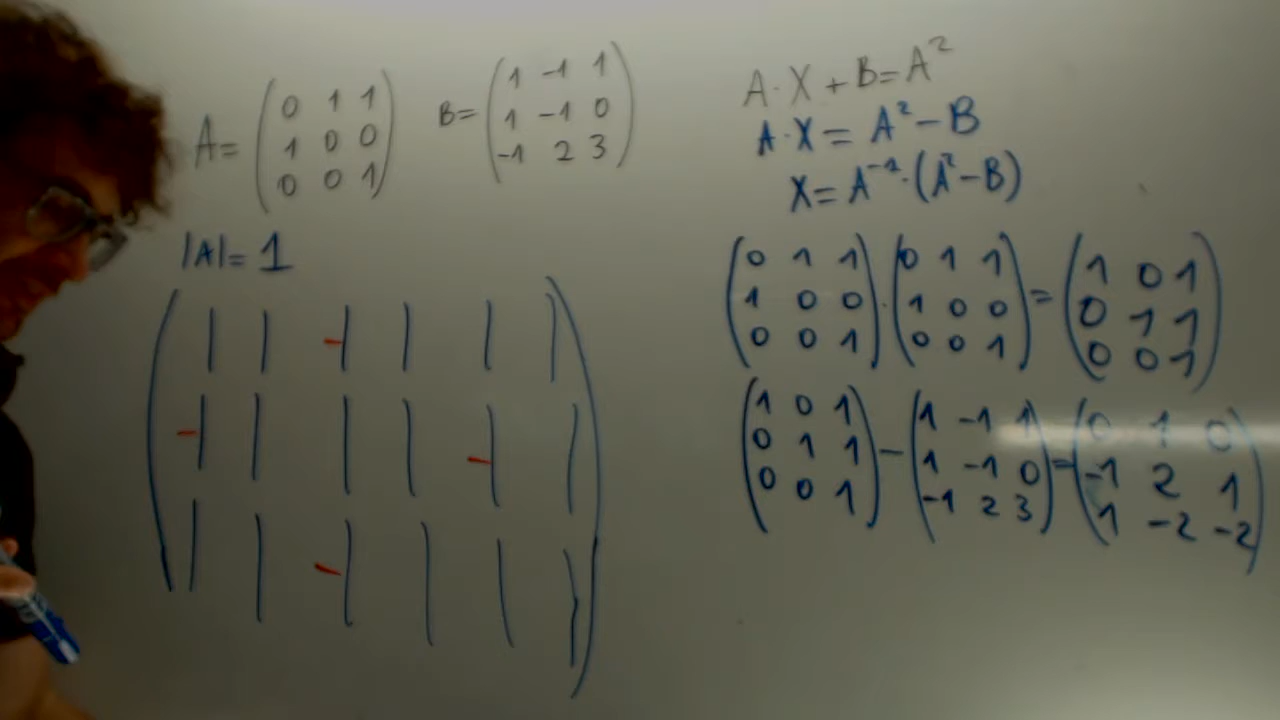 A= (0 1 1
1 0 0
0 0 1)
B= (1 -1 1
1 -1 0
-1 2 3)
A·X+B=A²
A·X= A²-B
X=A⁻¹·(A²-B)
|A|= 1
(0 1 1
1 0 0
0 0 1) · (0 1 1
1 0 0
0 0 1) = (1 0 1
0 1 1
0 0 1)
(1 0 1
0 1 1
0 0 1) - (1 -1 1
1 -1 0
-1 2 3) = (0 1 0
-1 2 1
1 -2 -2)
(| | -| | | |
-| | | | -| |
| | -| | | |)